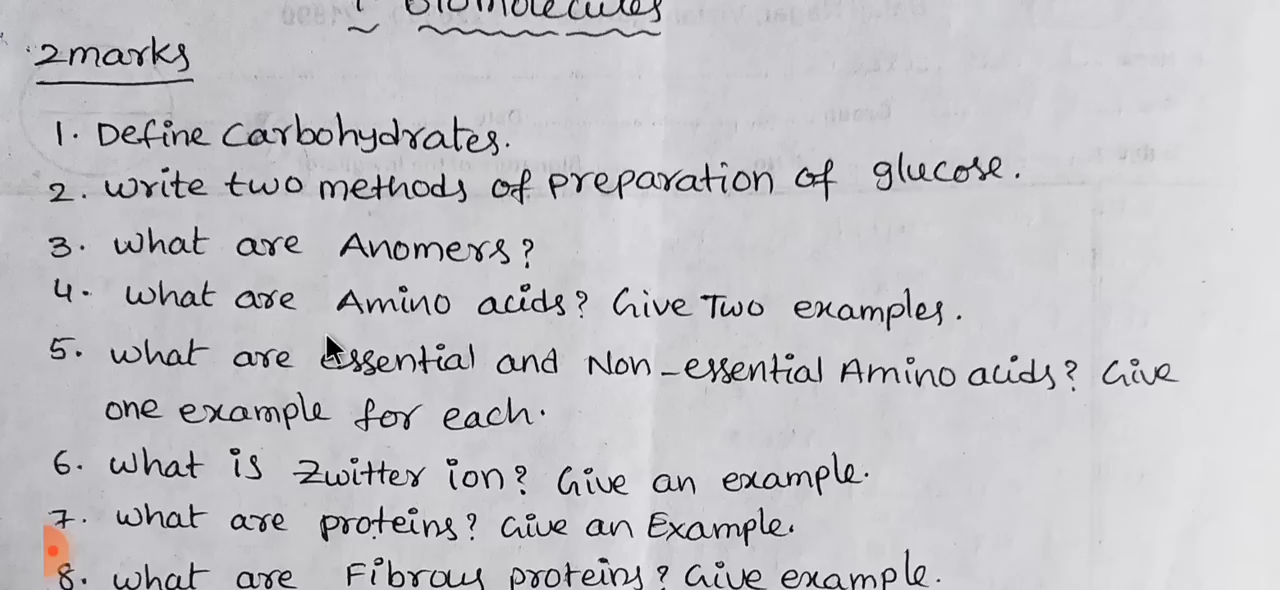 Biomolecules
2 marks
1. Define Carbohydrates.
2. Write two methods of preparation of glucose.
3. What are Anomers?
4. What are Amino acids? Give Two examples.
5. What are Essential and Non-essential Amino acids? Give
one example for each.
6. What is Zwitter ion? Give an example.
7. What are proteins? Give an Example.
8. What are Fibrous proteins? Give example.